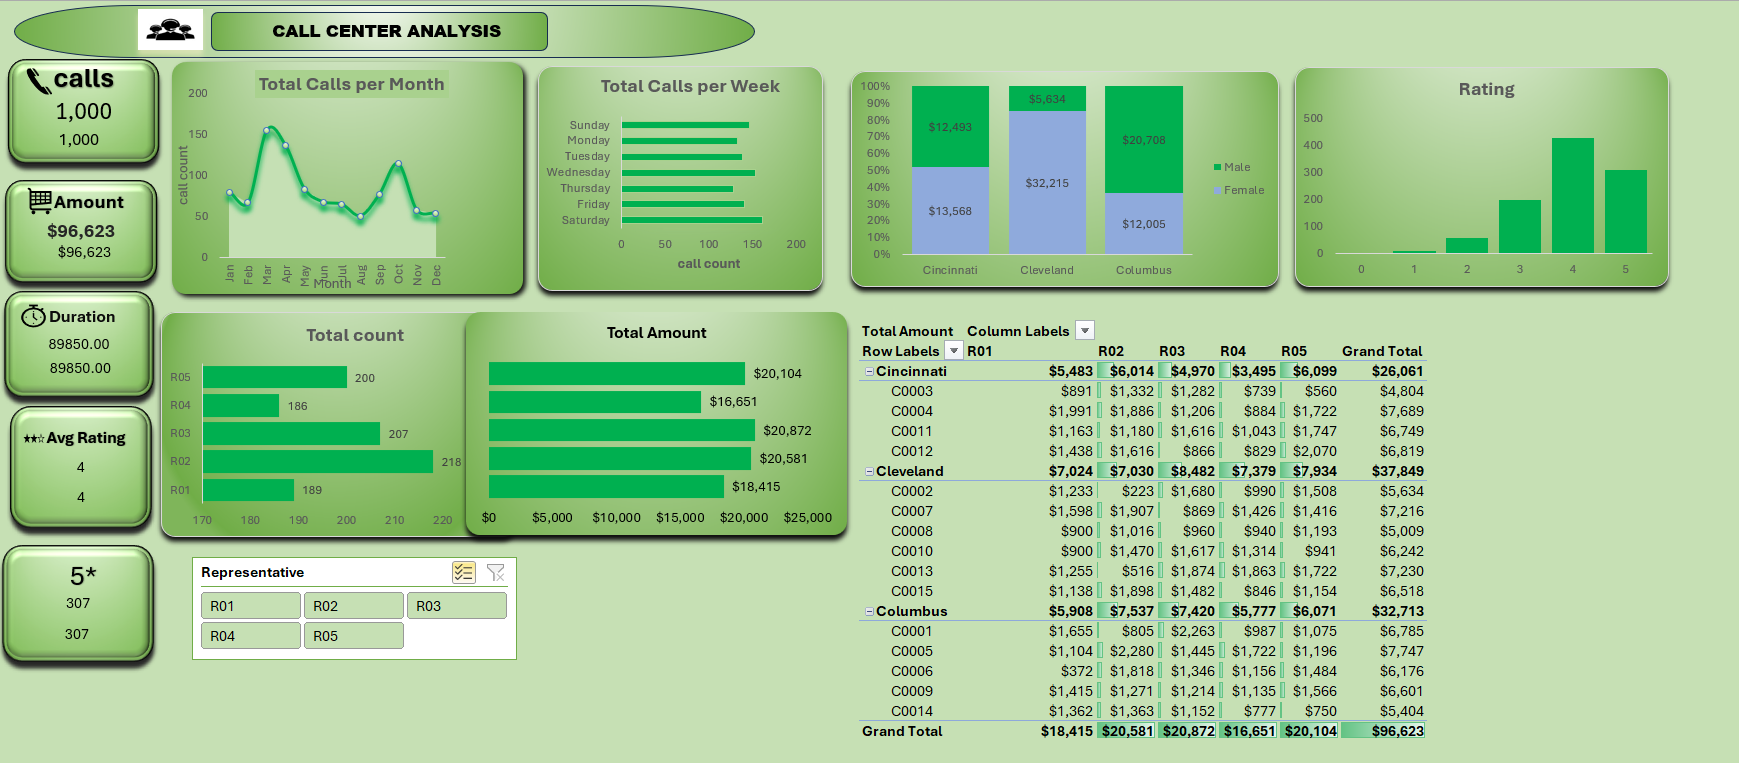 CALL CENTER ANALYSIS
calls
1,000
1,000
Amount
$96,623
$96,623
Duration
89850.00
89850.00
Avg Rating
4
4
5*
307
307
Total Calls per Month
call count
200
150
100
50
0
Jan Feb Mar Apr May Jun Jul Aug Sep Oct Nov Dec
Month
Total Calls per Week
Sunday
Monday
Tuesday
Wednesday
Thursday
Friday
Saturday
0 50 100 150 200
call count
100%
90%
80%
70%
60%
50%
40%
30%
20%
10%
0%
$12,493 $5,634 $20,708
$13,568 $32,215 $12,005
Cincinnati Cleveland Columbus
Male
Female
Rating
500
400
300
200
100
0
0 1 2 3 4 5
Total count
R05 200
R04 186
R03 207
R02 218
R01 189
170 180 190 200 210 220
Total Amount
$20,104
$16,651
$20,872
$20,581
$18,415
$0 $5,000 $10,000 $15,000 $20,000 $25,000
Representative
R01 R02 R03
R04 R05
Total Amount Column Labels
Row Labels R01 R02 R03 R04 R05 Grand Total
Cincinnati $5,483 $6,014 $4,970 $3,495 $6,099 $26,061
C0003 $891 $1,332 $1,282 $739 $560 $4,804
C0004 $1,991 $1,886 $1,206 $884 $1,722 $7,689
C0011 $1,163 $1,180 $1,616 $1,043 $1,747 $6,749
C0012 $1,438 $1,616 $866 $829 $2,070 $6,819
Cleveland $7,024 $7,030 $8,482 $7,379 $7,934 $37,849
C0002 $1,233 $223 $1,680 $990 $1,508 $5,634
C0007 $1,598 $1,907 $869 $1,426 $1,416 $7,216
C0008 $900 $1,016 $960 $940 $1,193 $5,009
C0010 $900 $1,470 $1,617 $1,314 $941 $6,242
C0013 $1,255 $516 $1,874 $1,863 $1,722 $7,230
C0015 $1,138 $1,898 $1,482 $846 $1,154 $6,518
Columbus $5,908 $7,537 $7,420 $5,777 $6,071 $32,713
C0001 $1,655 $805 $2,263 $987 $1,075 $6,785
C0005 $1,104 $2,280 $1,445 $1,722 $1,196 $7,747
C0006 $372 $1,818 $1,346 $1,156 $1,484 $6,176
C0009 $1,415 $1,271 $1,214 $1,135 $1,566 $6,601
C0014 $1,362 $1,363 $1,152 $777 $750 $5,404
Grand Total $18,415 $20,581 $20,872 $16,651 $20,104 $96,623